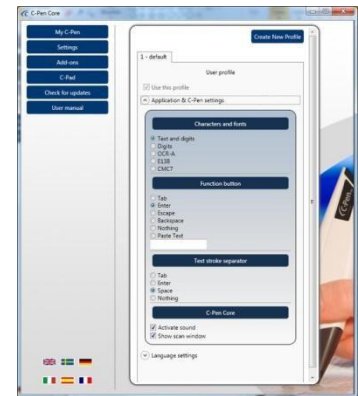 C-Pen Core
My C-Pen
Settings
Add-ons
C-Pad
Check for updates
User manual
Create New Profile
1 - default
User profile
Use this profile
Application & C-Pen settings
Characters and fonts
Text and digits
Digits
OCR-A
E13B
CMC7
Function button
Tab
Enter
Escape
Backspace
Nothing
Paste Text
Text stroke separator
Tab
Enter
Space
Nothing
C-Pen Core
Activate sound
Show scan window
Language settings
C-Pen